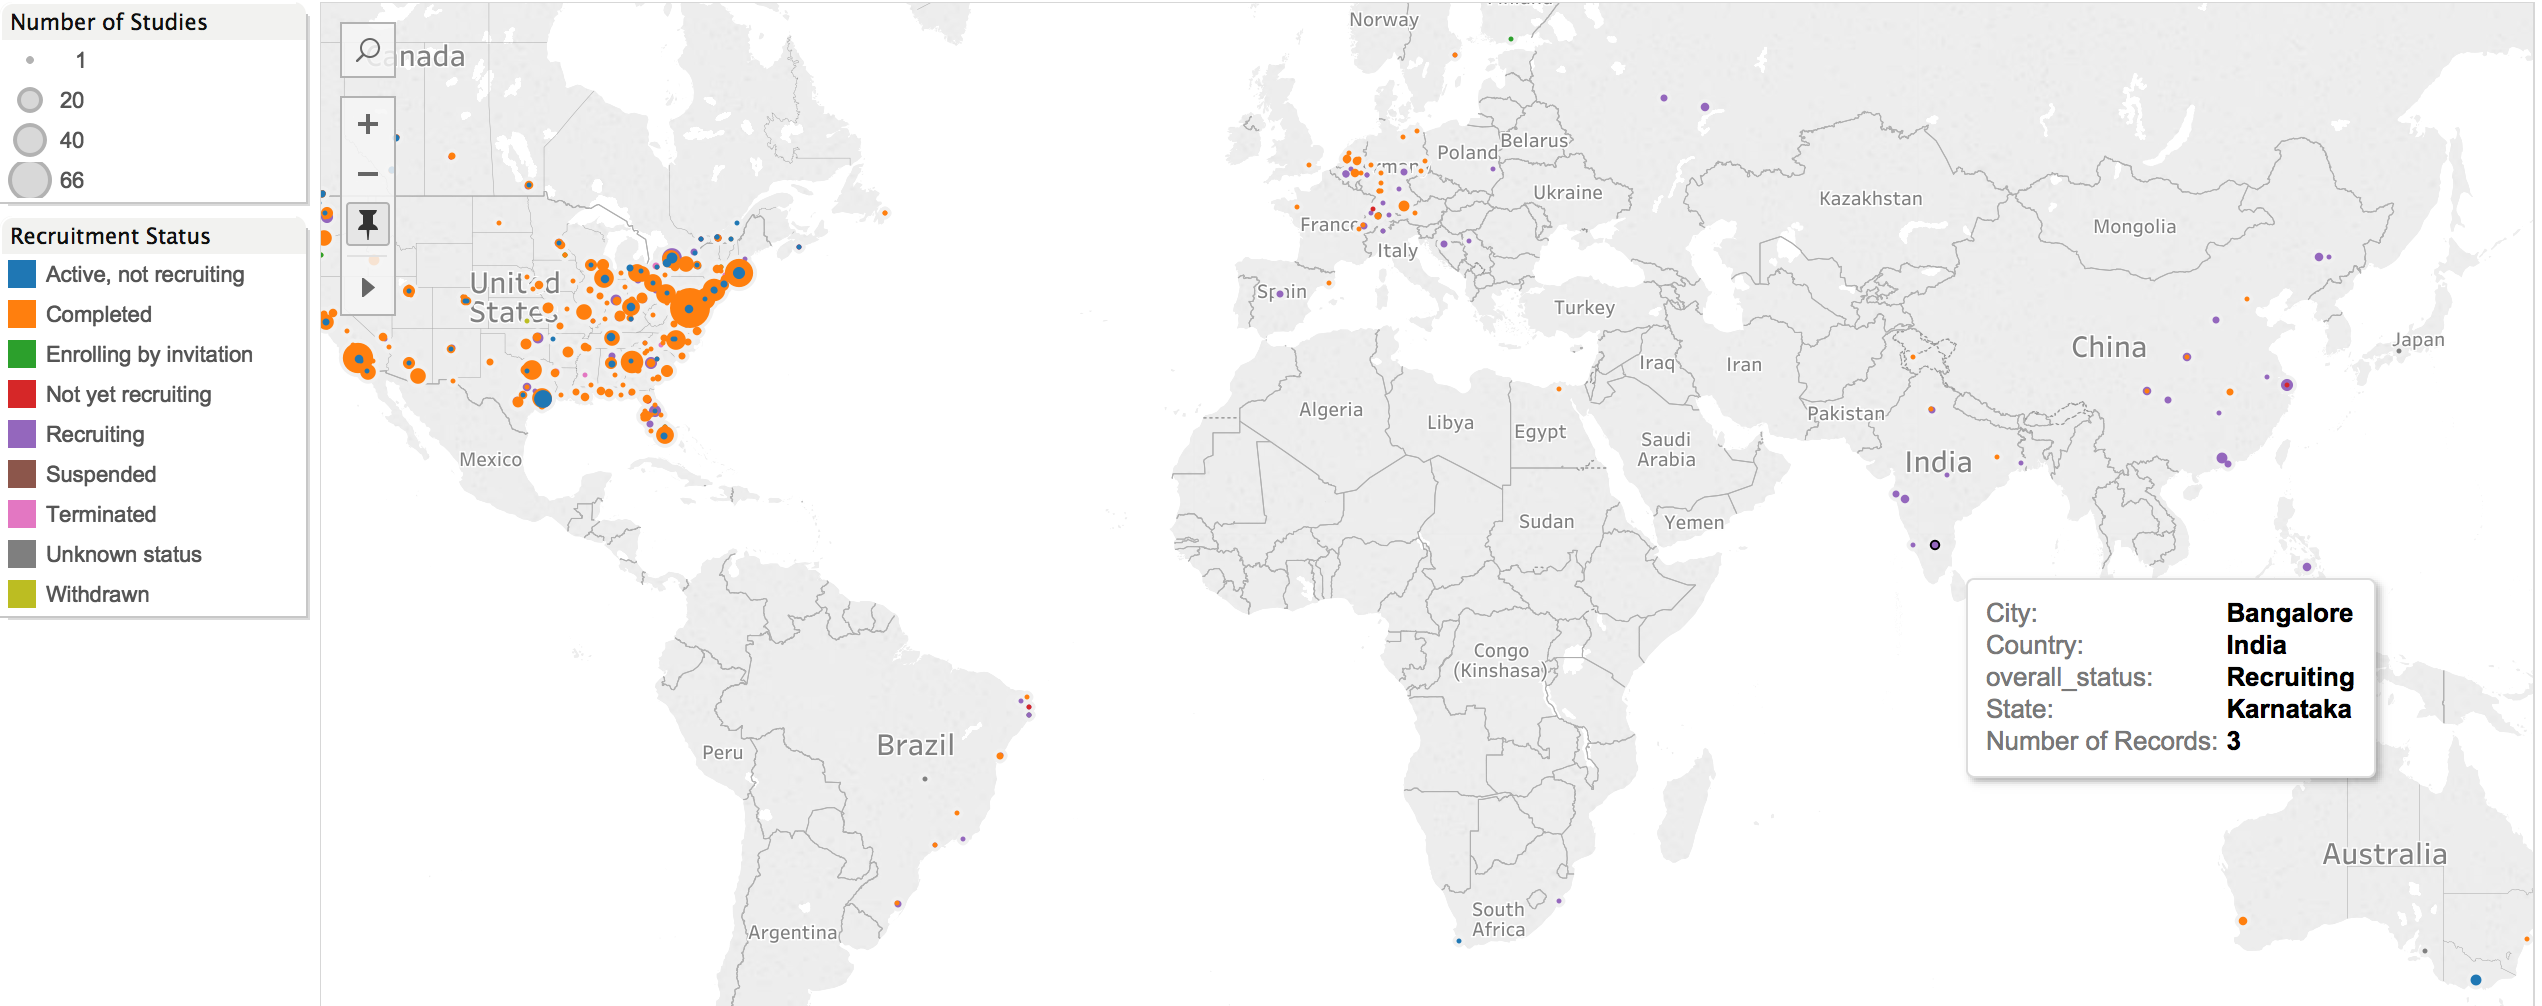 Number of Studies
1
20
40
66
Recruitment Status
Active, not recruiting
Completed
Enrolling by invitation
Not yet recruiting
Recruiting
Suspended
Terminated
Unknown status
Withdrawn
Canada
United
States
Mexico
Norway
Poland
Belarus
Ukraine
France
Italy
Spain
Turkey
Kazakhstan
Mongolia
China
Japan
Iraq
Iran
Pakistan
India
Algeria
Libya
Egypt
Saudi
Arabia
Sudan
Yemen
Congo
(Kinshasa)
South
Africa
Brazil
Peru
Argentina
Australia
City: Bangalore
Country: India
overall_status: Recruiting
State: Karnataka
Number of Records: 3